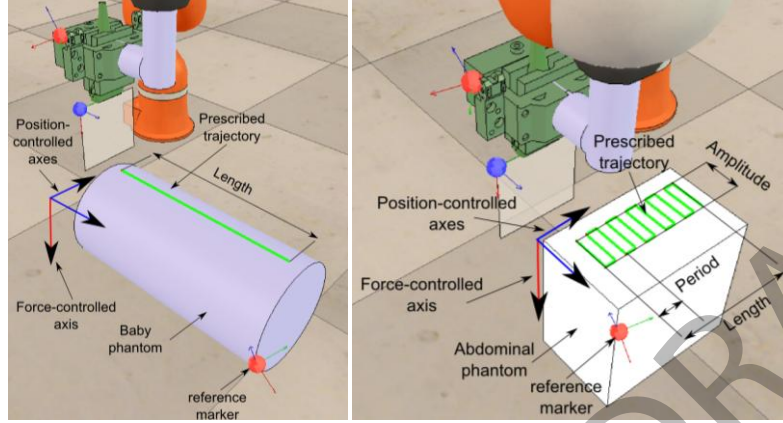 Position-
controlled
axes
Prescribed
trajectory
Length
Force-controlled
axis
Baby
phantom
reference
marker
Prescribed
trajectory
Amplitude
Position-controlled
axes
Force-controlled
axis
Period
Length
Abdominal
phantom
reference
marker